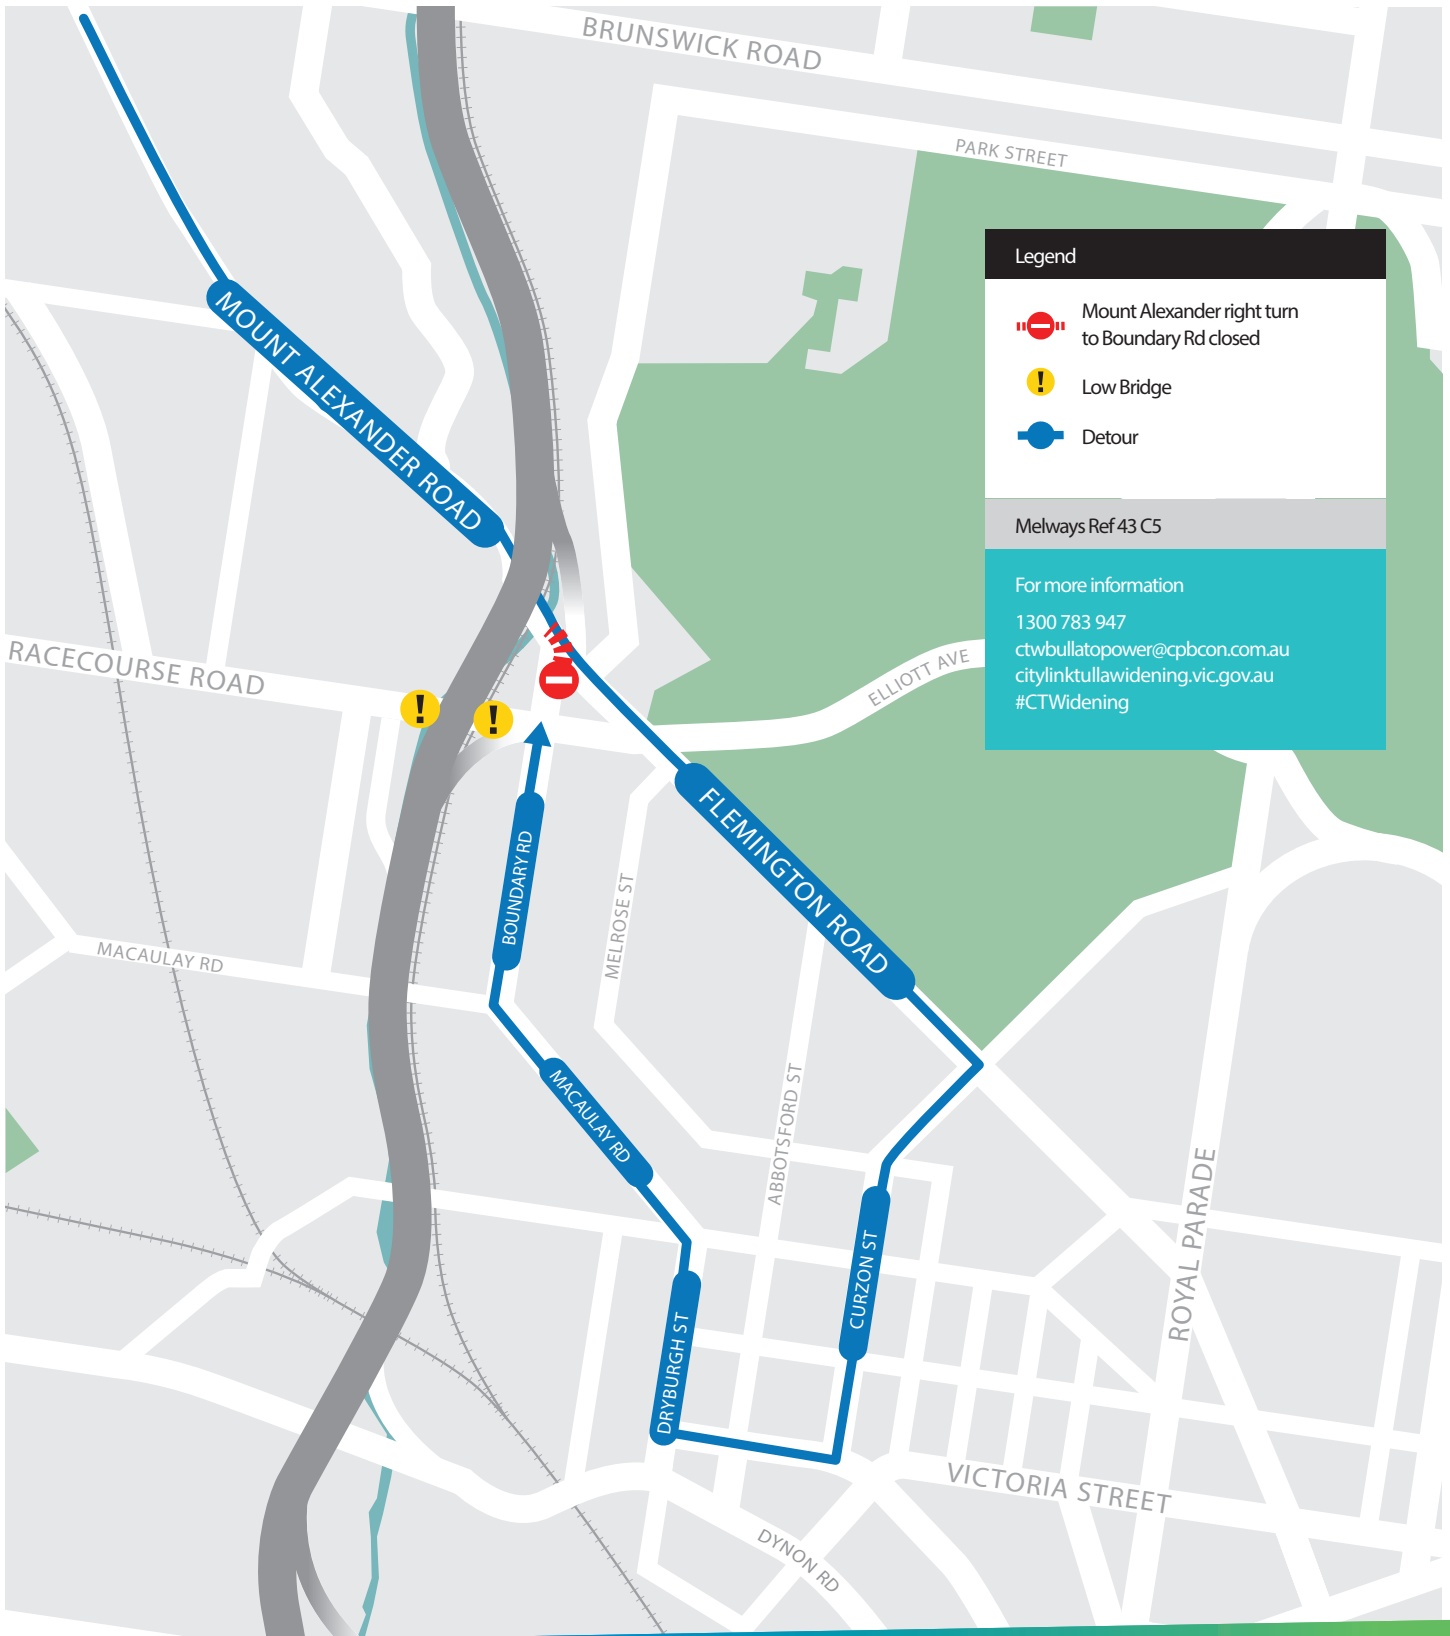 BRUNSWICK ROAD
PARK STREET
Legend
Mount Alexander right turn
to Boundary Rd closed
!
Low Bridge
Detour
Melways Ref 43 C5
For more information
1300 783 947
ctwbullatopower@cpbcon.com.au
citylinktullawidening.vic.gov.au
#CTWidening
MOUNT ALEXANDER ROAD
RACECOURSE ROAD
!
!
ELLIOTT AVE
FLEMINGTON ROAD
BOUNDARY RD
MELROSE ST
MACAULAY RD
MACAULAY RD
ABBOTSFORD ST
ROYAL PARADE
CURZON ST
DRYBURGH ST
VICTORIA STREET
DYNON RD